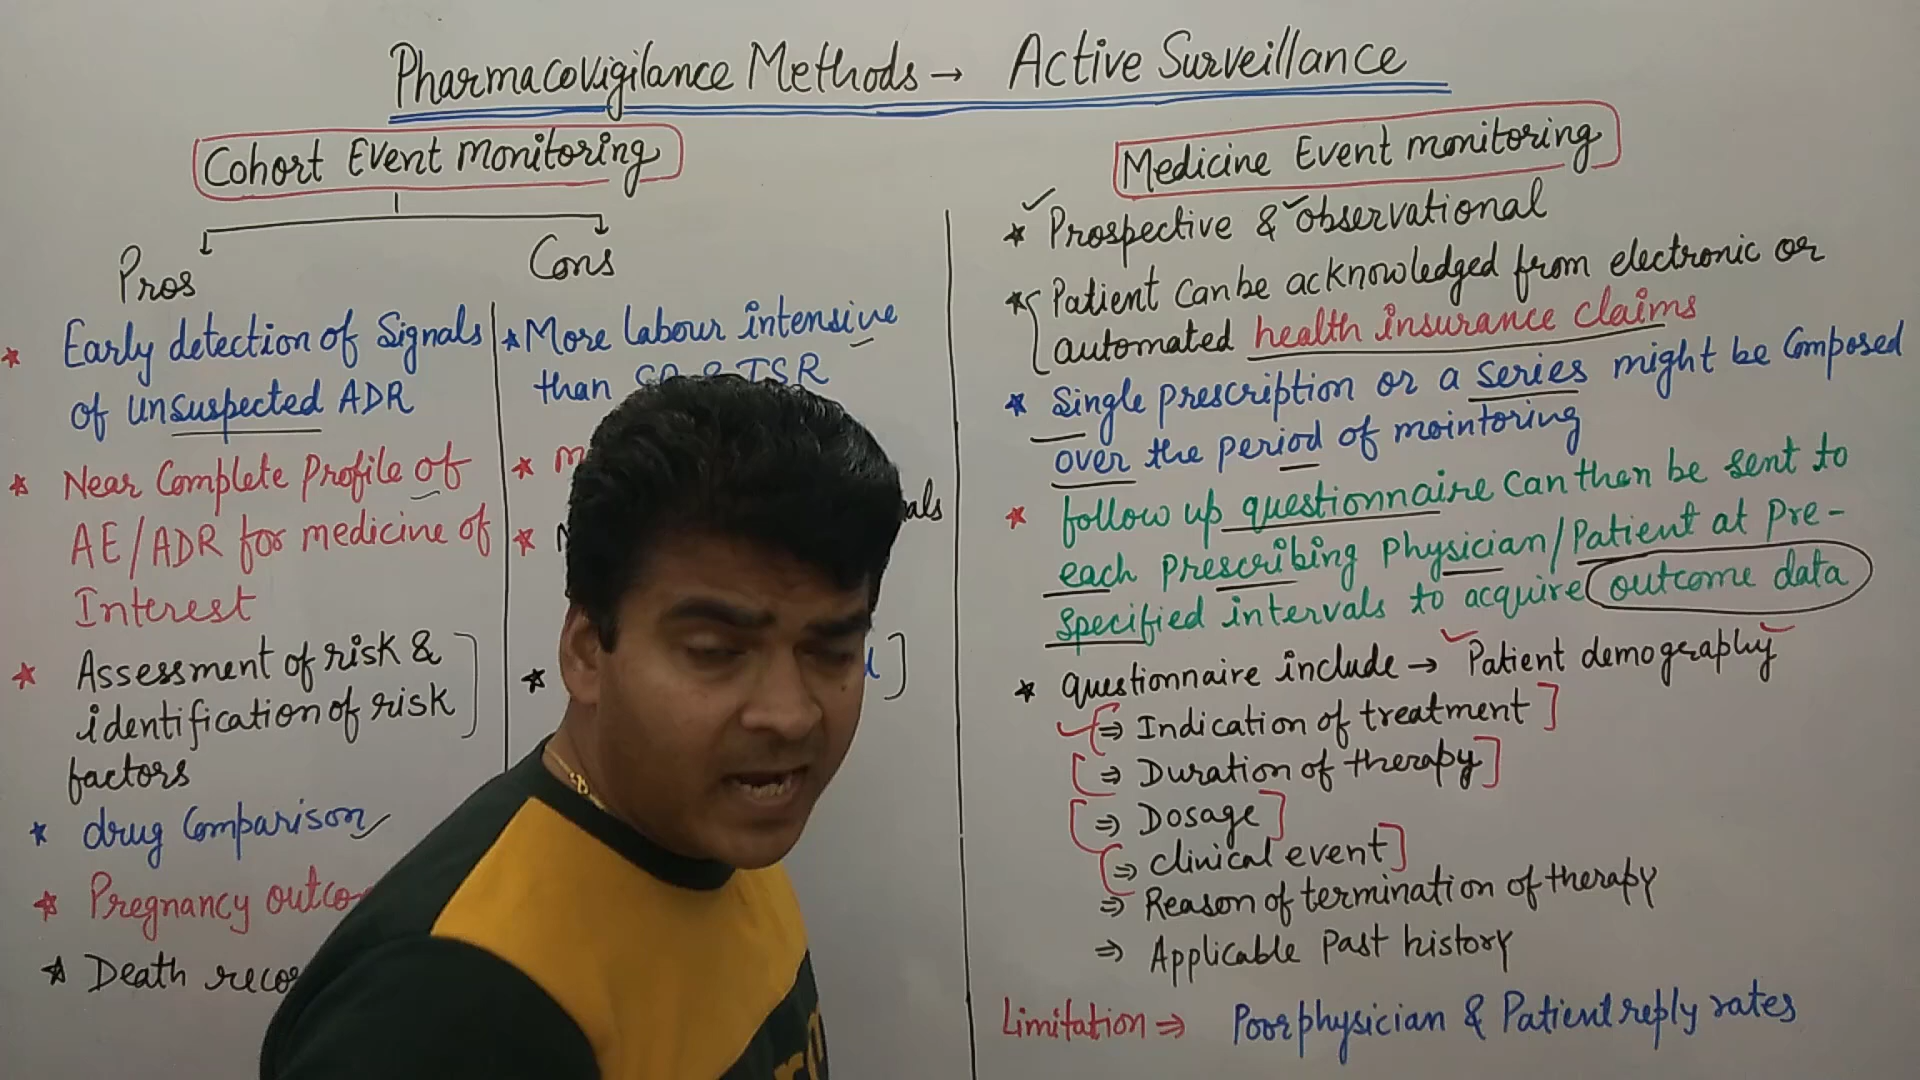 Pharmacovigilance Methods → Active Surveillance
Cohort Event monitoring
Pros
Cons
* Early detection of Signals
of unsuspected ADR
* Near Complete Profile of
AE/ADR for medicine of
Interest
* Assessment of risk &
identification of risk
factors
* drug Comparison
* Pregnancy
* Death
* More labour intensive
than
Medicine Event monitoring
* Prospective & observational
* Patient can be acknowledged from electronic or
automated health insurance claims
* Single prescription or a series might be Composed
over the period of mointoring
* follow up questionnaire can then be sent to
each prescribing physician/Patient at pre-
specified intervals to acquire outcome data
* questionnaire include → Patient demography
⇒ Indication of treatment
⇒ Duration of therapy
⇒ Dosage
⇒ clinical event
⇒ Reason of termination of therapy
⇒ Applicable past history
Limitation ⇒ Poor physician & Patient reply rates